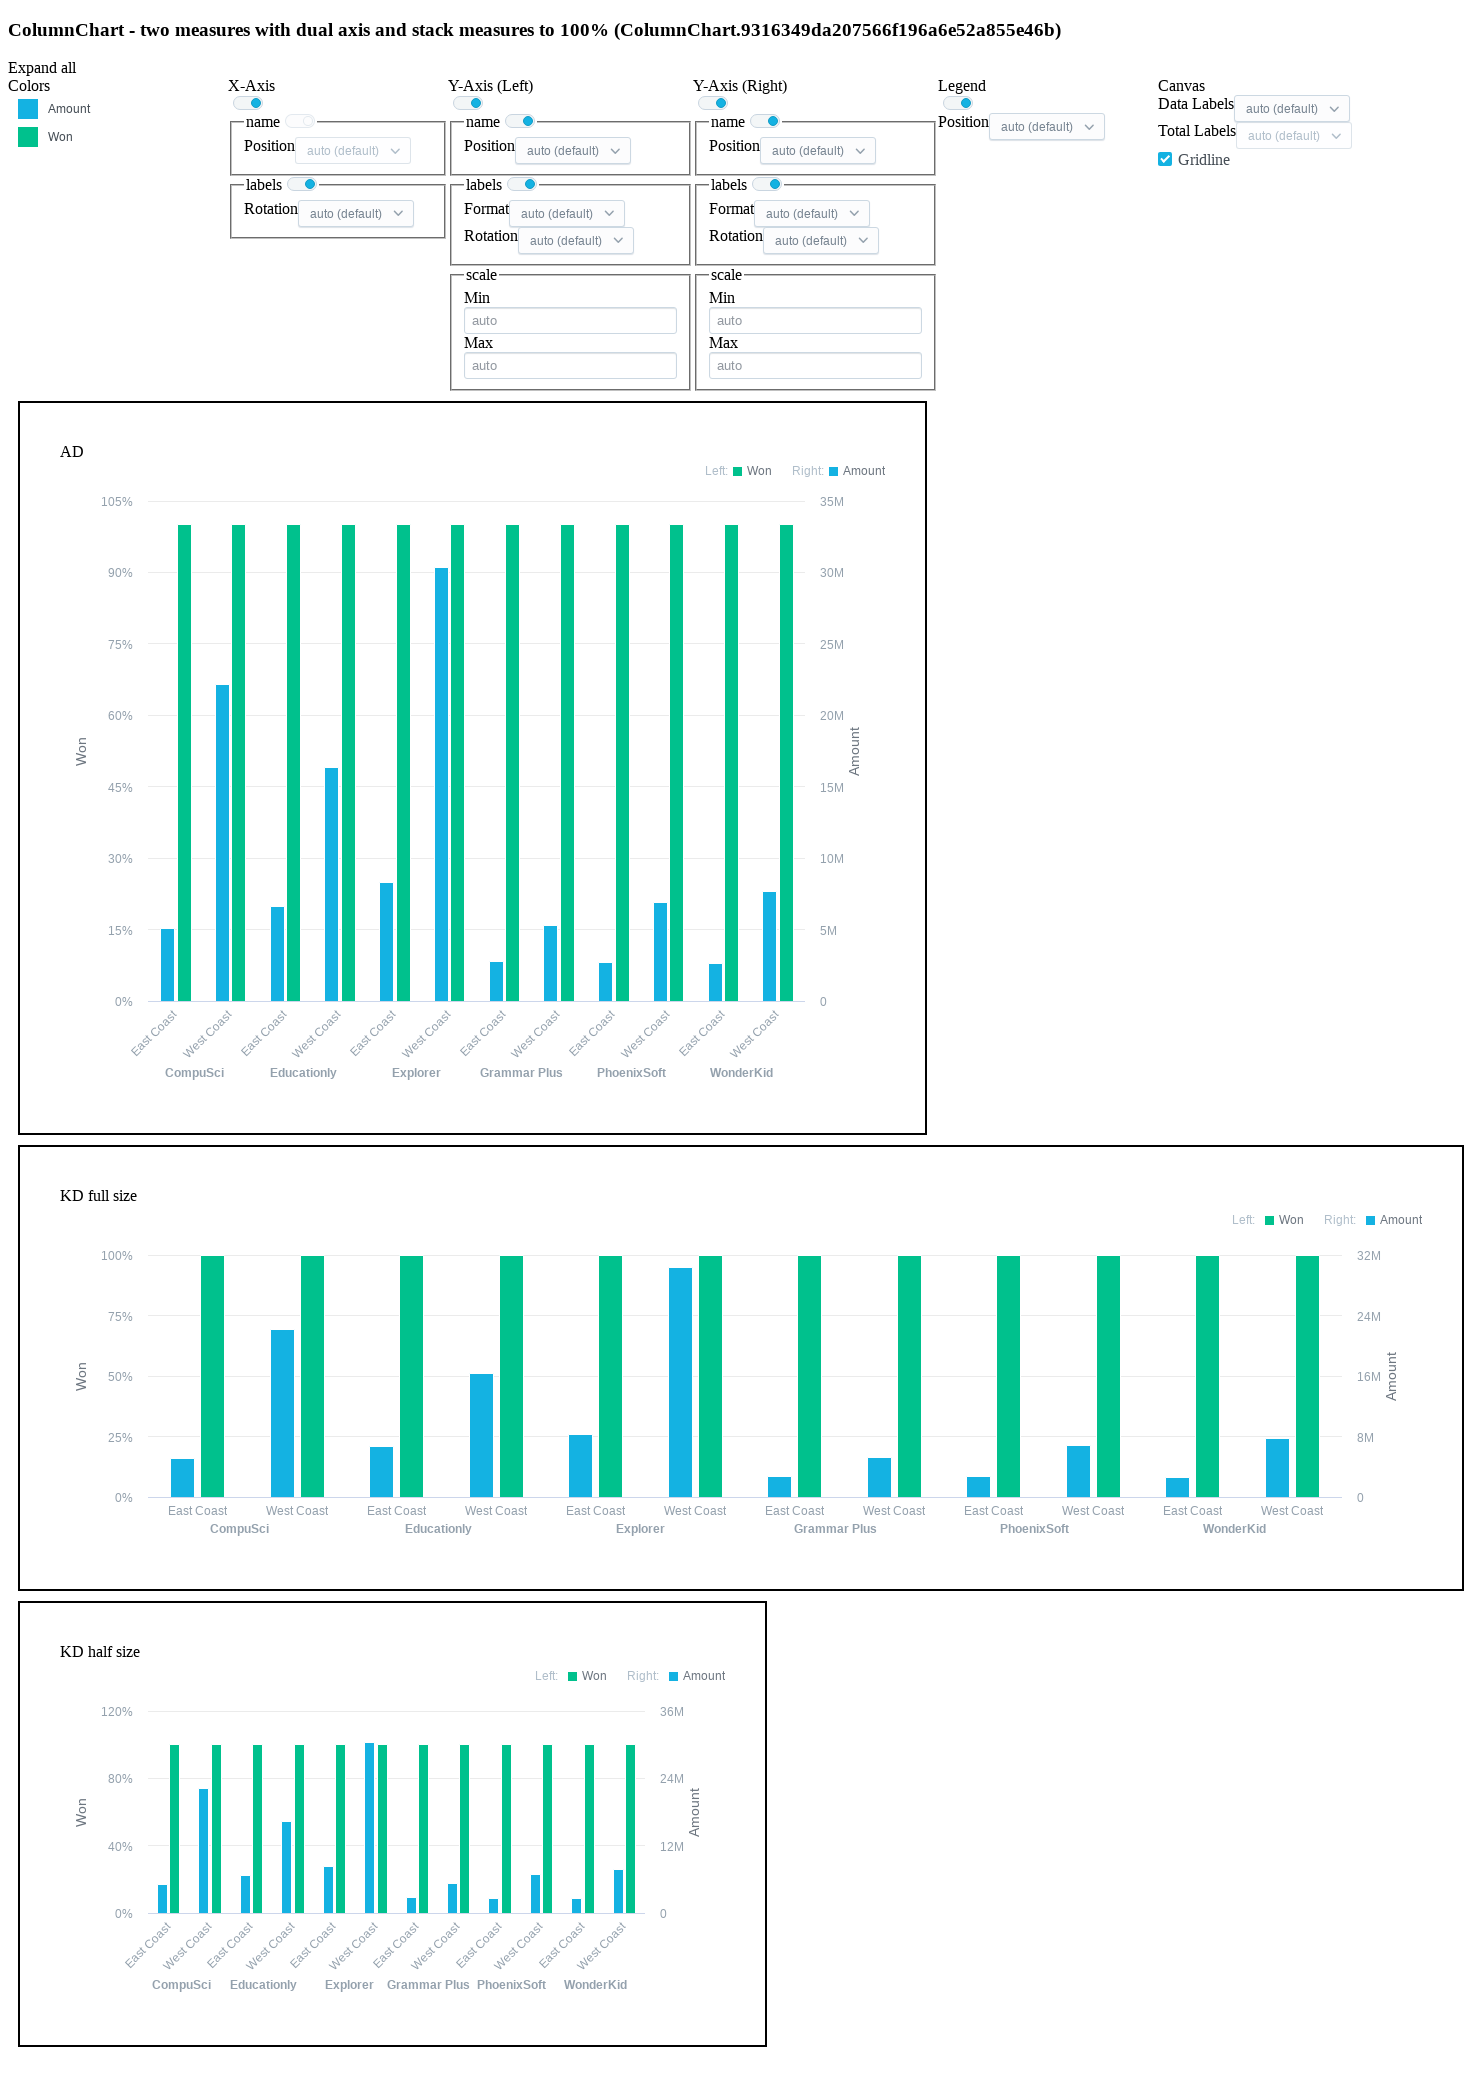 ColumnChart - two measures with dual axis and stack measures to 100% (ColumnChart.9316349da207566f196a6e52a855e46b)
Expand all
Colors
Amount
Won
X-Axis
name
Position auto (default)
labels
Rotation auto (default)
Y-Axis (Left)
name
Position auto (default)
labels
Format auto (default)
Rotation auto (default)
scale
Min
auto
Max
auto
Y-Axis (Right)
name
Position auto (default)
labels
Format auto (default)
Rotation auto (default)
scale
Min
auto
Max
auto
Legend
Position auto (default)
Canvas
Data Labels auto (default)
Total Labels auto (default)
Gridline
AD
Left: Won Right: Amount
105% 35M
90% 30M
75% 25M
60% 20M
Won Amount
45% 15M
30% 10M
15% 5M
0% 0
East Coast West Coast East Coast West Coast East Coast West Coast East Coast West Coast East Coast West Coast East Coast West Coast
CompuSci Educationly Explorer Grammar Plus PhoenixSoft WonderKid
KD full size
Left: Won Right: Amount
100% 32M
75% 24M
Won Amount
50% 16M
25% 8M
0% 0
East Coast West Coast East Coast West Coast East Coast West Coast East Coast West Coast East Coast West Coast East Coast West Coast
CompuSci Educationly Explorer Grammar Plus PhoenixSoft WonderKid
KD half size
Left: Won Right: Amount
120% 36M
80% 24M
Won Amount
40% 12M
0% 0
East Coast West Coast East Coast West Coast East Coast West Coast East Coast West Coast East Coast West Coast East Coast West Coast
CompuSci Educationly Explorer Grammar Plus PhoenixSoft WonderKid